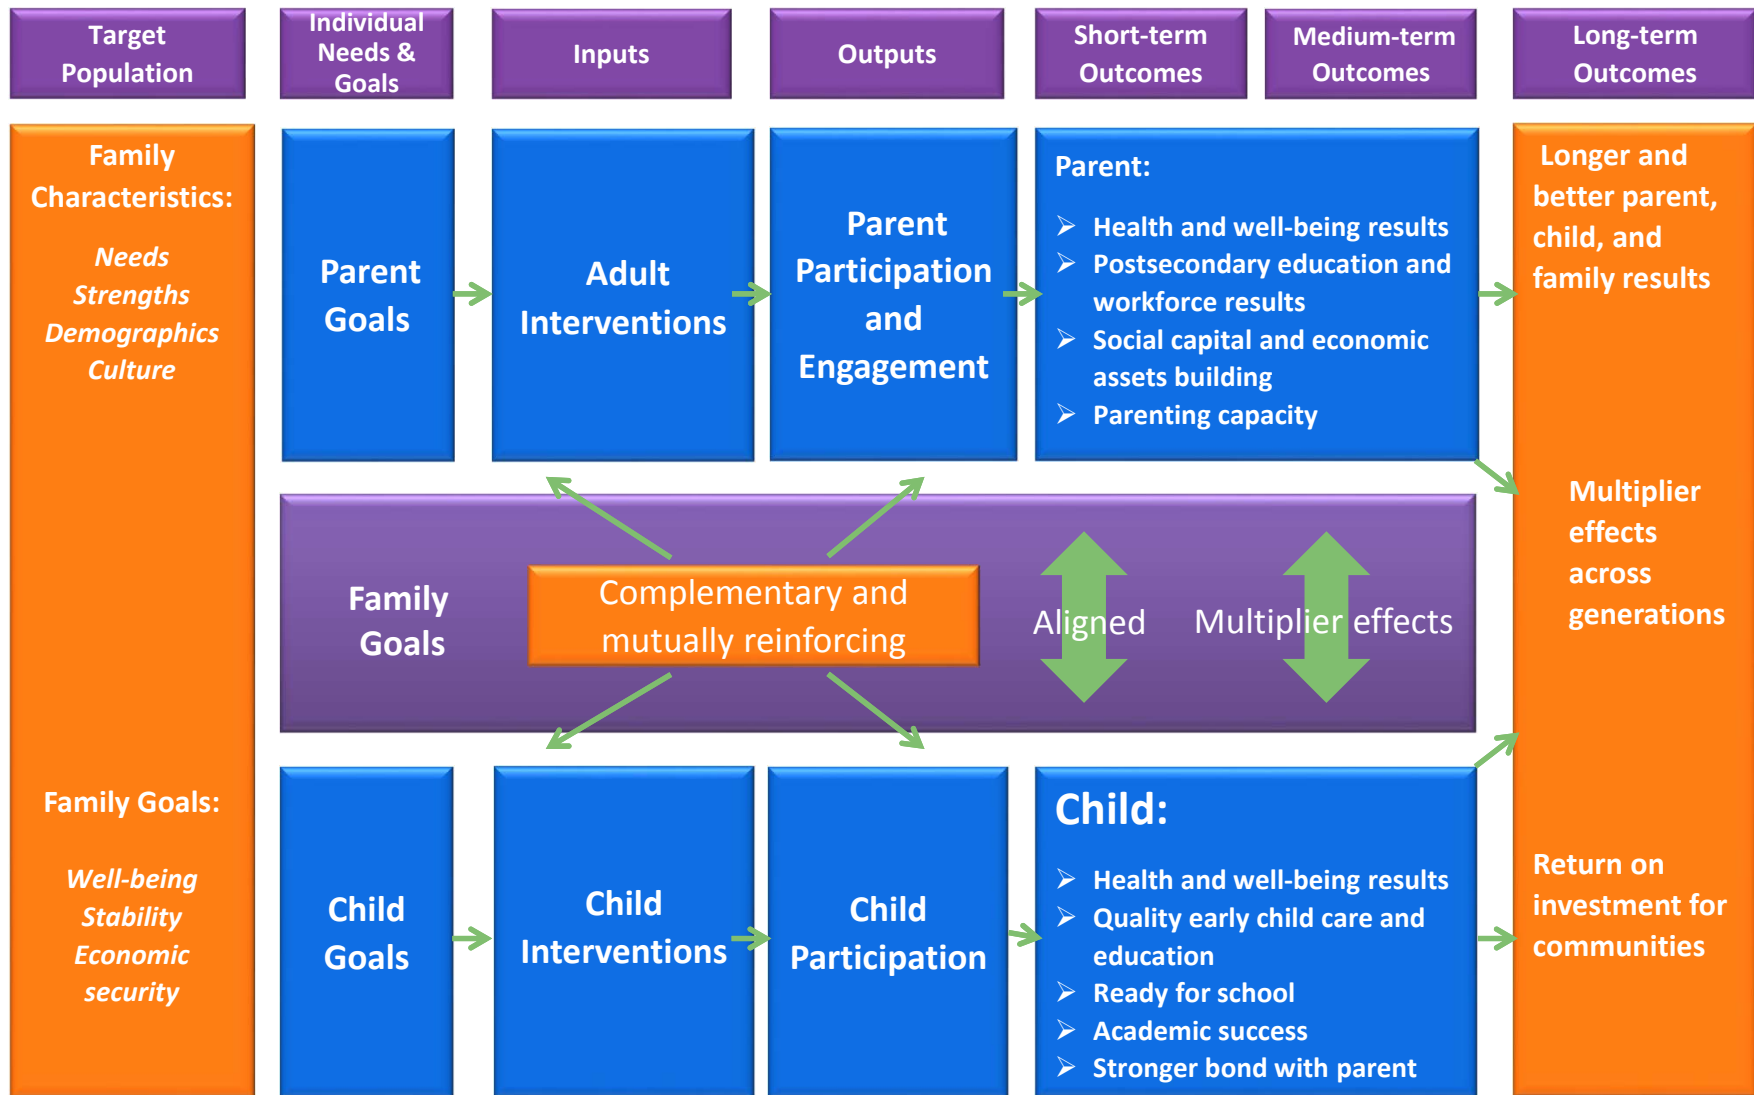 Target
Population
Individual
Needs &
Goals
Inputs
Outputs
Short-term
Outcomes
Medium-term
Outcomes
Long-term
Outcomes
Family
Characteristics:
Needs
Strengths
Demographics
Culture
Family Goals:
Well-being
Stability
Economic
security
Parent
Goals
Adult
Interventions
Parent
Participation
and
Engagement
Parent:
➢ Health and well-being results
➢ Postsecondary education and
workforce results
➢ Social capital and economic
assets building
➢ Parenting capacity
Family
Goals
Complementary and
mutually reinforcing
Aligned
Multiplier effects
Child
Goals
Child
Interventions
Child
Participation
Child:
➢ Health and well-being results
➢ Quality early child care and
education
➢ Ready for school
➢ Academic success
➢ Stronger bond with parent
Longer and
better parent,
child, and
family results
Multiplier
effects
across
generations
Return on
investment for
communities